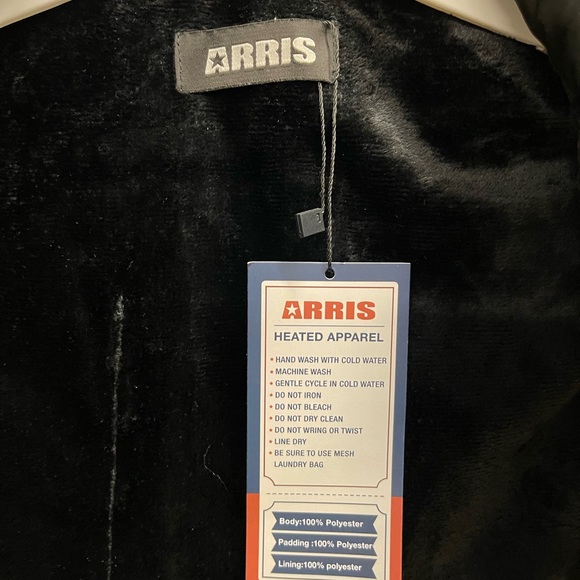 ARRIS
ARRIS
HEATED APPAREL
• HAND WASH WITH COLD WATER
• MACHINE WASH
• GENTLE CYCLE IN COLD WATER
• DO NOT IRON
• DO NOT BLEACH
• DO NOT DRY CLEAN
• DO NOT WRING OR TWIST
• LINE DRY
• BE SURE TO USE MESH
LAUNDRY BAG
Body:100% Polyester
Padding :100% Polyester
Lining:100% polyester